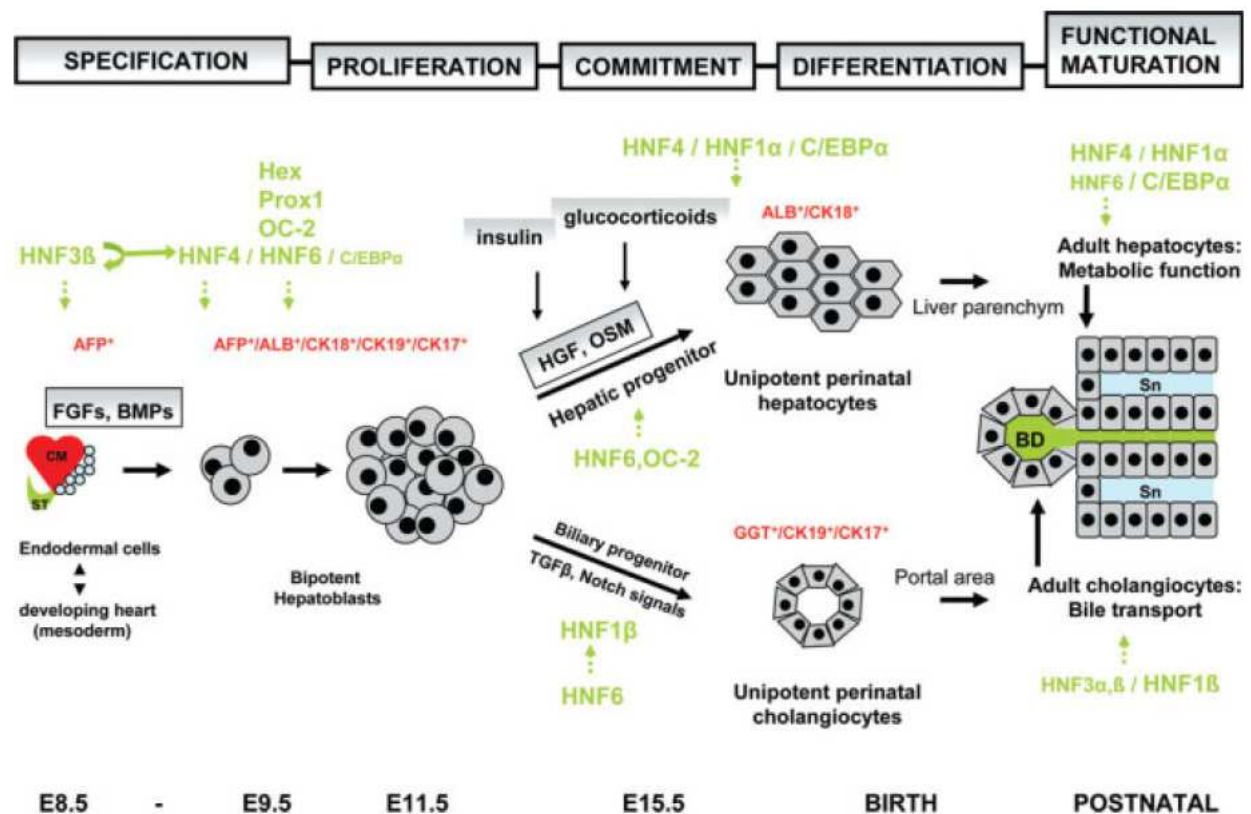 SPECIFICATION
PROLIFERATION
COMMITMENT
DIFFERENTIATION
FUNCTIONAL
MATURATION
HNF4 / HNF1α / C/EBPα
HNF4 / HNF1α
HNF6 / C/EBPα
Hex
Prox1
OC-2
HNF3ß
HNF4 / HNF6 / C/EBPα
insulin
glucocorticoids
ALB⁺/CK18⁺
Adult hepatocytes:
Metabolic function
Liver parenchym
AFP⁺
AFP⁺/ALB⁺/CK18⁺/CK19⁺/CK17⁺
HGF, OSM
Hepatic progenitor
Unipotent perinatal
hepatocytes
FGFs, BMPs
CM
ST
HNF6,OC-2
Sn
BD
Sn
Endodermal cells
developing heart
(mesoderm)
Bipotent
Hepatoblasts
Biliary progenitor
TGFβ, Notch signals
GGT⁺/CK19⁺/CK17⁺
Portal area
Adult cholangiocytes:
Bile transport
HNF1β
HNF6
Unipotent perinatal
cholangiocytes
HNF3α,ß / HNF1ß
E8.5 - E9.5 E11.5 E15.5 BIRTH POSTNATAL